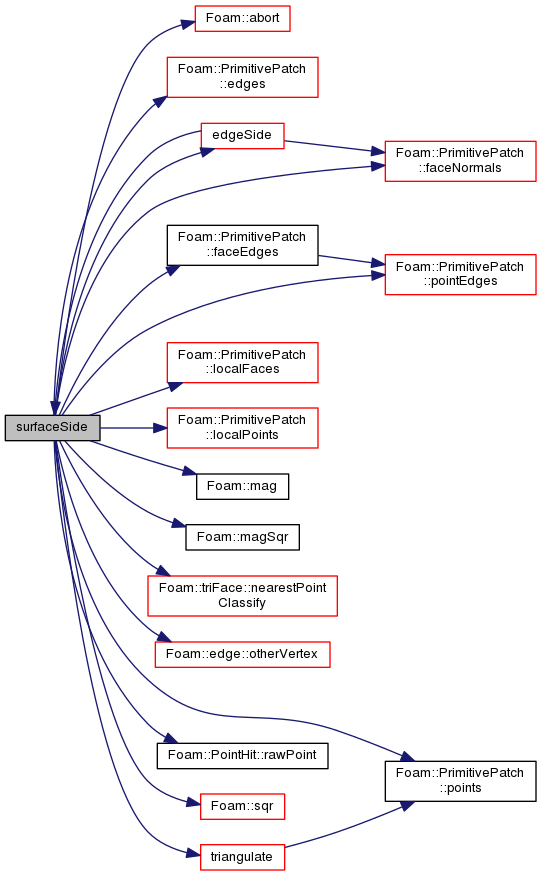 Foam::abort
Foam::PrimitivePatch
::edges
edgeSide
Foam::PrimitivePatch
::faceNormals
Foam::PrimitivePatch
::faceEdges
Foam::PrimitivePatch
::pointEdges
Foam::PrimitivePatch
::localFaces
surfaceSide
Foam::PrimitivePatch
::localPoints
Foam::mag
Foam::magSqr
Foam::triFace::nearestPoint
Classify
Foam::edge::otherVertex
Foam::PointHit::rawPoint
Foam::PrimitivePatch
::points
Foam::sqr
triangulate